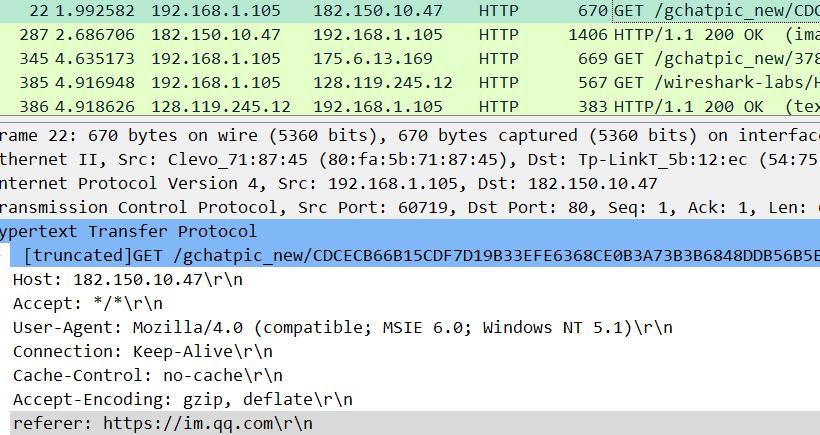 22 1.992582 192.168.1.105 182.150.10.47 HTTP 670 GET /gchatpic_new/CDC
287 2.686706 182.150.10.47 192.168.1.105 HTTP 1406 HTTP/1.1 200 OK (ima
345 4.635173 192.168.1.105 175.6.13.169 HTTP 669 GET /gchatpic_new/378
385 4.916948 192.168.1.105 128.119.245.12 HTTP 567 GET /wireshark-labs/H
386 4.918626 128.119.245.12 192.168.1.105 HTTP 383 HTTP/1.1 200 OK (tex
rame 22: 670 bytes on wire (5360 bits), 670 bytes captured (5360 bits) on interface
thernet II, Src: Clevo_71:87:45 (80:fa:5b:71:87:45), Dst: Tp-LinkT_5b:12:ec (54:75
nternet Protocol Version 4, Src: 192.168.1.105, Dst: 182.150.10.47
ransmission Control Protocol, Src Port: 60719, Dst Port: 80, Seq: 1, Ack: 1, Len: 6
ypertext Transfer Protocol
[truncated]GET /gchatpic_new/CDCECB66B15CDF7D19B33EFE6368CE0B3A73B3B6848DDB56B5E
Host: 182.150.10.47\r\n
Accept: */*\r\n
User-Agent: Mozilla/4.0 (compatible; MSIE 6.0; Windows NT 5.1)\r\n
Connection: Keep-Alive\r\n
Cache-Control: no-cache\r\n
Accept-Encoding: gzip, deflate\r\n
referer: https://im.qq.com\r\n